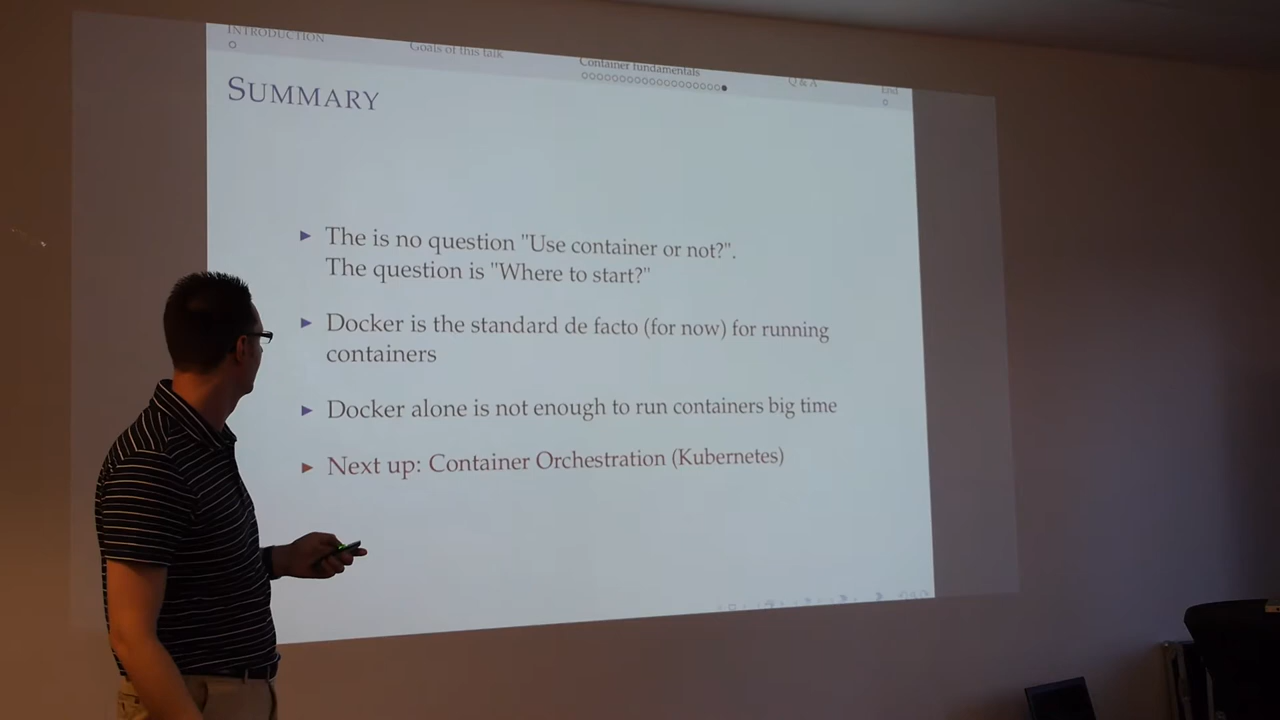 INTRODUCTION
Goals of this talk
Container fundamentals
Q & A
End
SUMMARY
The is no question "Use container or not?".
The question is "Where to start?"
Docker is the standard de facto (for now) for running
containers
Docker alone is not enough to run containers big time
Next up: Container Orchestration (Kubernetes)